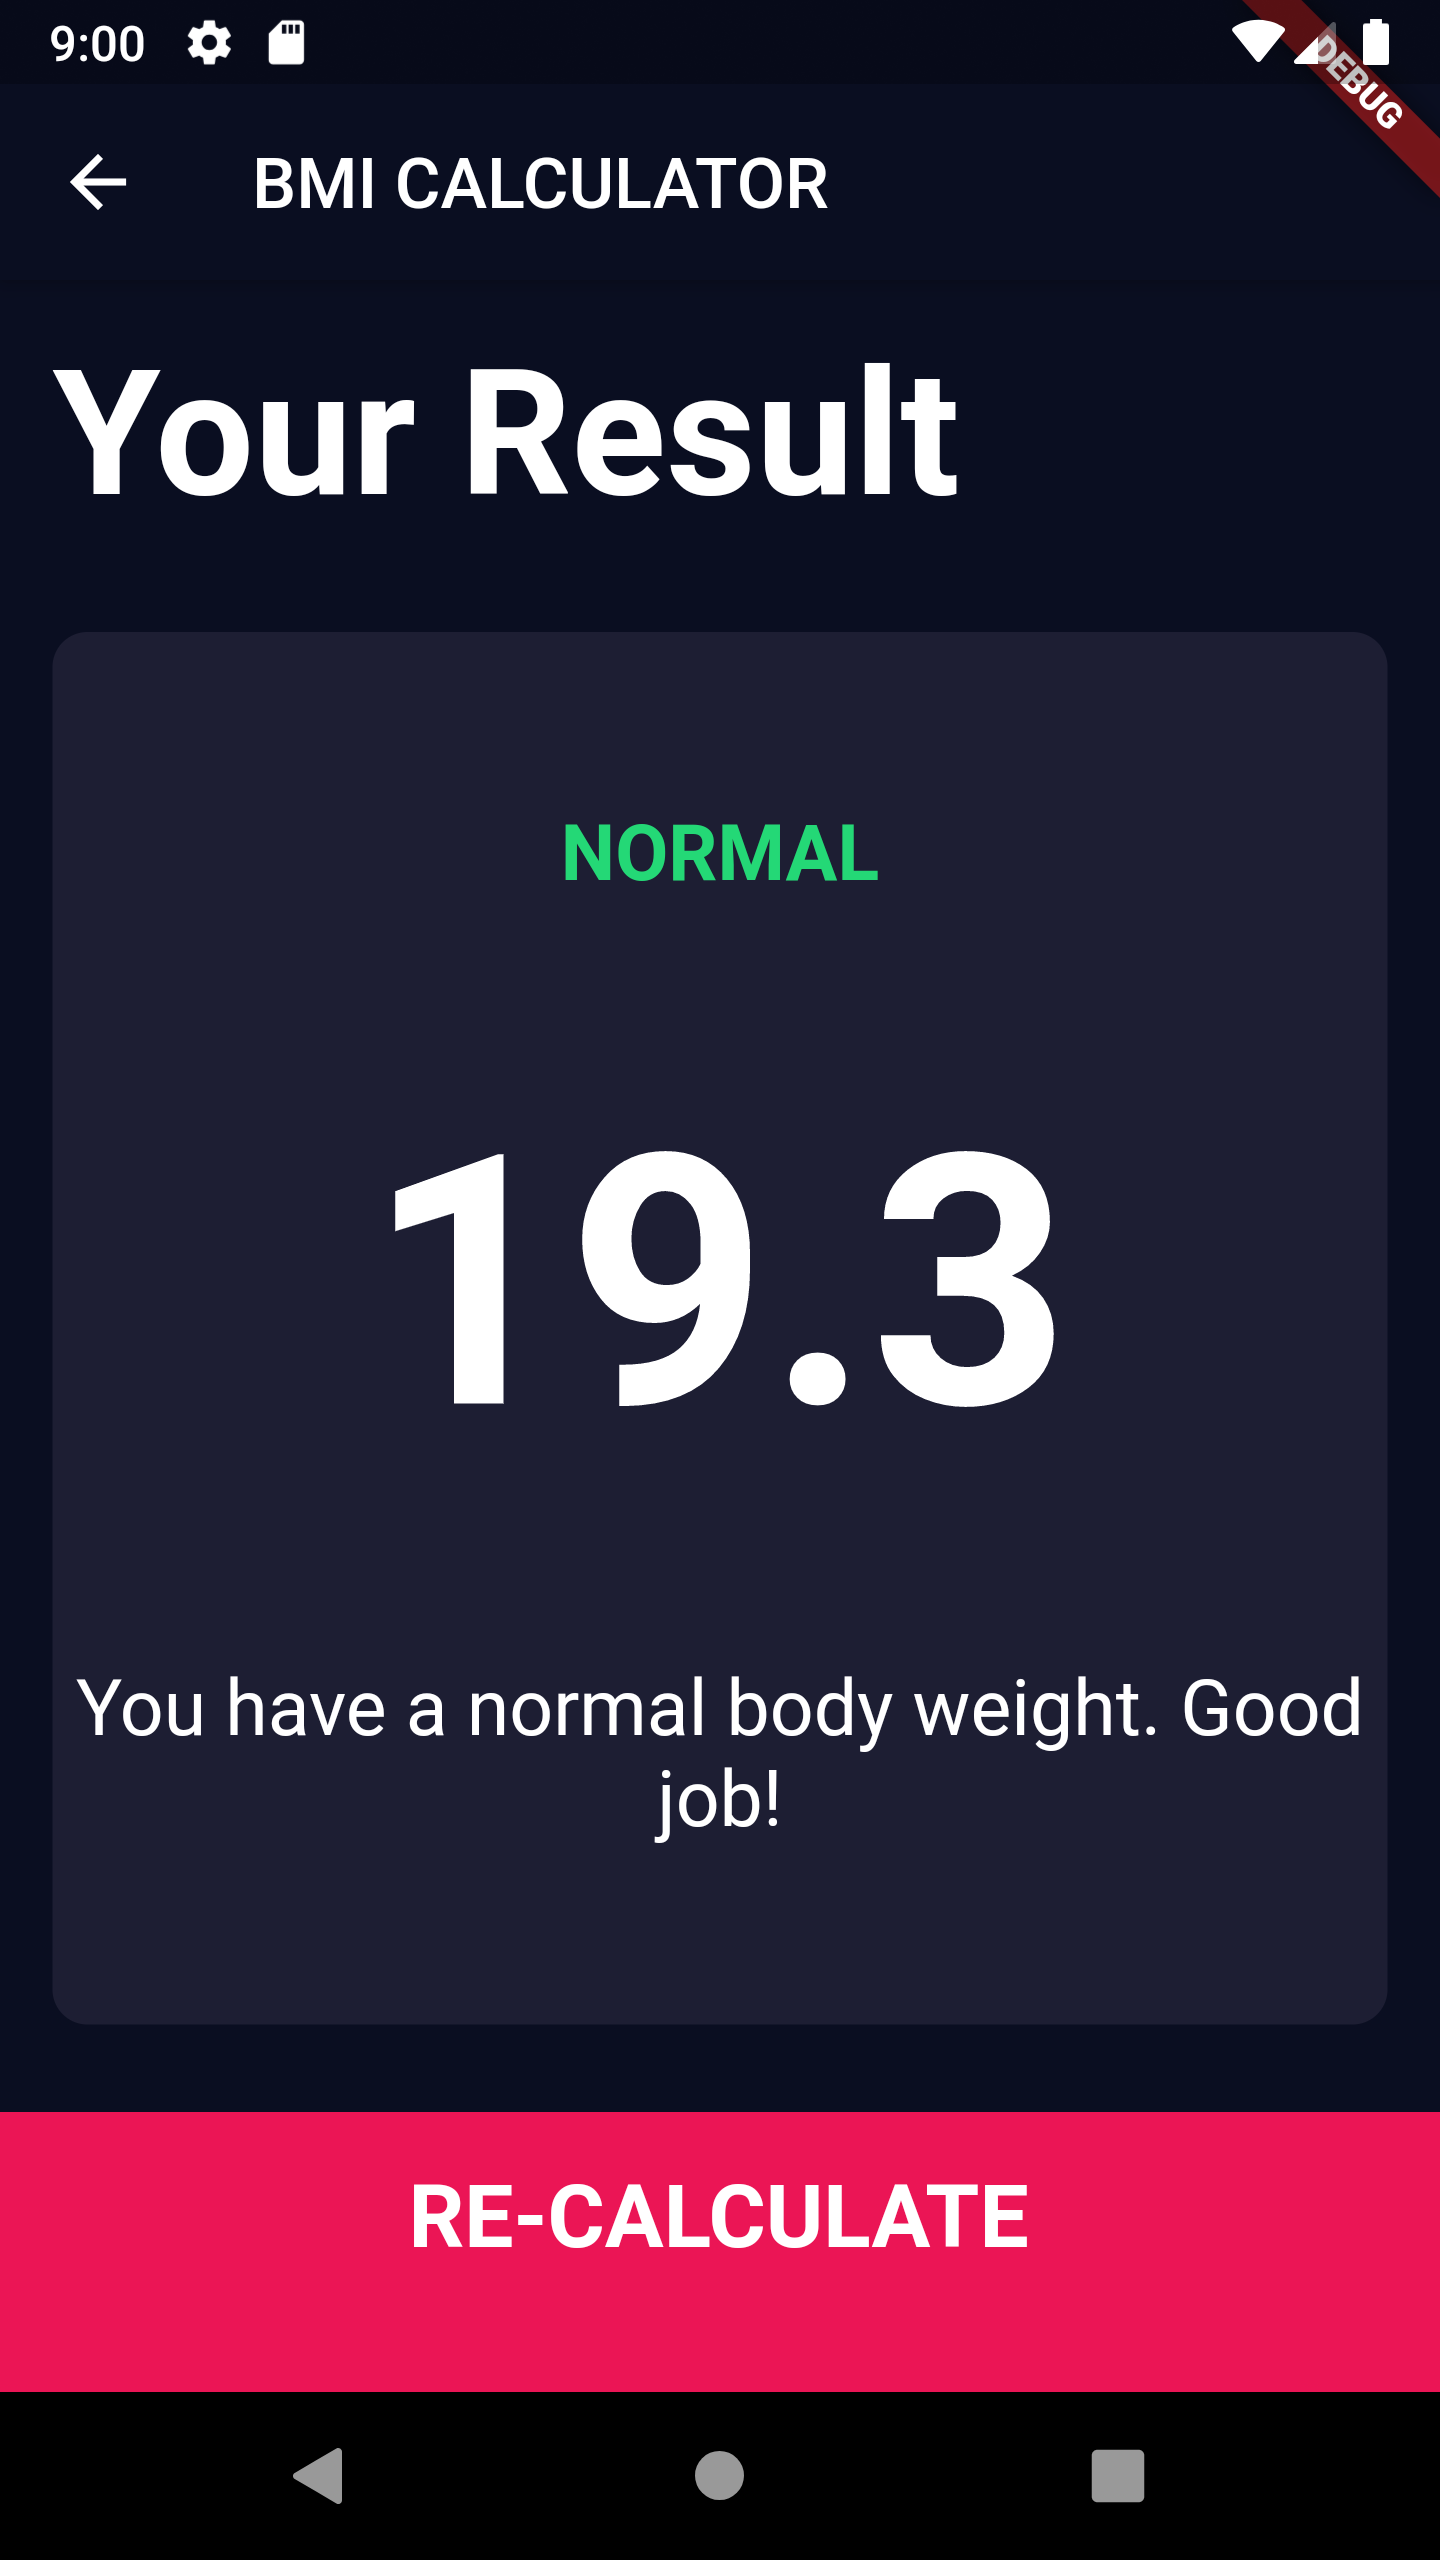 9:00
DEBUG
BMI CALCULATOR
Your Result
NORMAL
19.3
You have a normal body weight. Good
job!
RE-CALCULATE